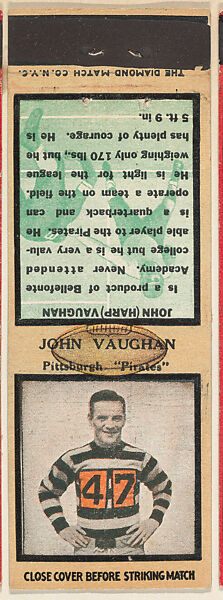 THE DIAMOND MATCH CO. N.Y.C.
JOHN (HARP) VAUGHAN
is a product of Bellefonte
Academy. Never attended
college but he is a very valu-
able player to the Pirates. He
is a quarterback and can
operate a team on the field.
He is light for the league
weighing only 170 lbs., but he
has plenty of courage. He is
5 ft. 9 in.
JOHN VAUGHAN
Pittsburgh "Pirates"
47
CLOSE COVER BEFORE STRIKING MATCH